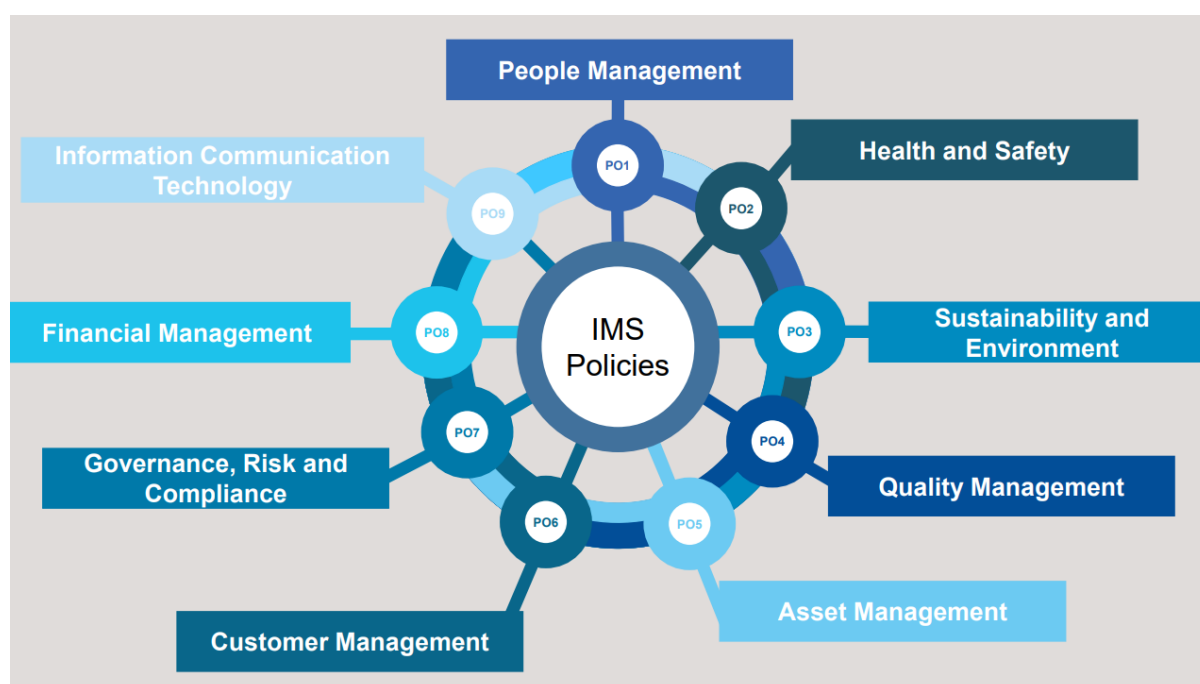 People Management
PO1
Health and Safety
PO2
Sustainability and
Environment
PO3
Quality Management
PO4
Asset Management
PO5
Customer Management
PO6
Governance, Risk and
Compliance
PO7
Financial Management
PO8
Information Communication
Technology
PO9
IMS
Policies